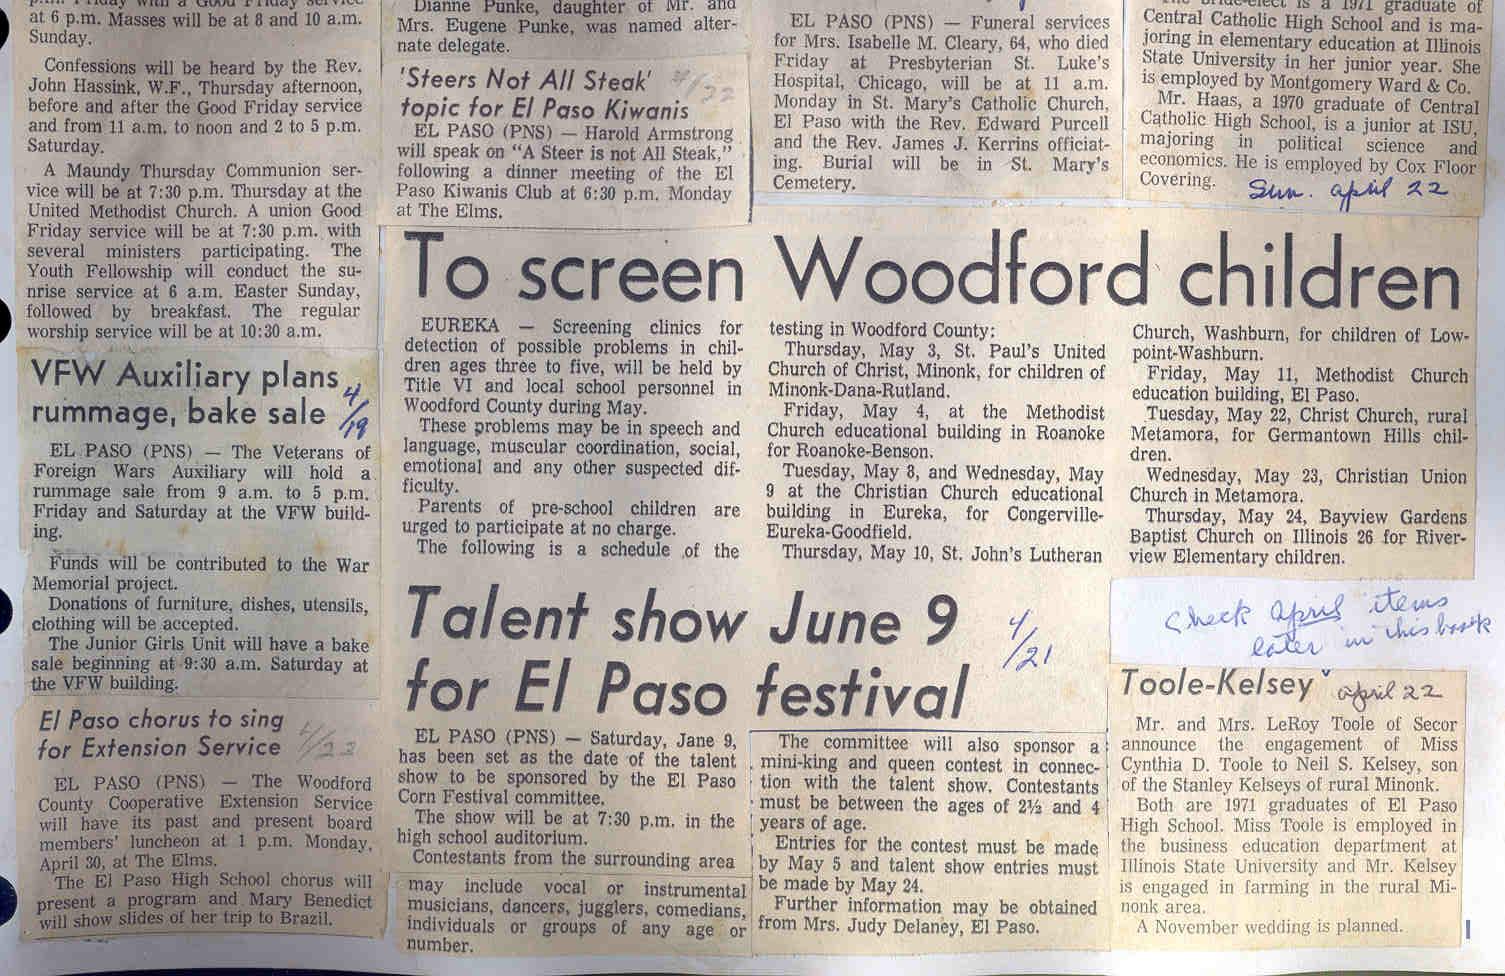 at 6 p.m. Masses will be at 8 and 10 a.m.
Sunday.
Confessions will be heard by the Rev.
John Hassink, W.F., Thursday afternoon,
before and after the Good Friday service
and from 11 a.m. to noon and 2 to 5 p.m.
Saturday.
A Maundy Thursday Communion ser-
vice will be at 7:30 p.m. Thursday at the
United Methodist Church. A union Good
Friday service will be at 7:30 p.m. with
several ministers participating. The
Youth Fellowship will conduct the su-
nrise service at 6 a.m. Easter Sunday,
followed by breakfast. The regular
worship service will be at 10:30 a.m.
VFW Auxiliary plans
rummage, bake sale
4/19
EL PASO (PNS) — The Veterans of
Foreign Wars Auxiliary will hold a
rummage sale from 9 a.m. to 5 p.m.
Friday and Saturday at the VFW build-
ing.
Funds will be contributed to the War
Memorial project.
Donations of furniture, dishes, utensils,
clothing will be accepted.
The Junior Girls Unit will have a bake
sale beginning at 9:30 a.m. Saturday at
the VFW building.
El Paso chorus to sing
for Extension Service
4/23
EL PASO (PNS) — The Woodford
County Cooperative Extension Service
will have its past and present board
members' luncheon at 1 p.m. Monday,
April 30, at The Elms.
The El Paso High School chorus will
present a program and Mary Benedict
will show slides of her trip to Brazil.
Dianne Punke, daughter of Mr. and
Mrs. Eugene Punke, was named alter-
nate delegate.
'Steers Not All Steak'
topic for El Paso Kiwanis
4/22
EL PASO (PNS) — Harold Armstrong
will speak on "A Steer is not All Steak,"
following a dinner meeting of the El
Paso Kiwanis Club at 6:30 p.m. Monday
at The Elms.
EL PASO (PNS) — Funeral services
for Mrs. Isabelle M. Cleary, 64, who died
Friday at Presbyterian St. Luke's
Hospital, Chicago, will be at 11 a.m.
Monday in St. Mary's Catholic Church,
El Paso with the Rev. Edward Purcell
and the Rev. James J. Kerrins officiat-
ing. Burial will be in St. Mary's
Cemetery.
The bride-elect is a 1971 graduate of
Central Catholic High School and is ma-
joring in elementary education at Illinois
State University in her junior year. She
is employed by Montgomery Ward & Co.
Mr. Haas, a 1970 graduate of Central
Catholic High School, is a junior at ISU,
majoring in political science and
economics. He is employed by Cox Floor
Covering.
Sun. April 22
To screen Woodford children
EUREKA — Screening clinics for
detection of possible problems in chil-
dren ages three to five, will be held by
Title VI and local school personnel in
Woodford County during May.
These problems may be in speech and
language, muscular coordination, social,
emotional and any other suspected dif-
ficulty.
Parents of pre-school children are
urged to participate at no charge.
The following is a schedule of the
testing in Woodford County:
Thursday, May 3, St. Paul's United
Church of Christ, Minonk, for children of
Minonk-Dana-Rutland.
Friday, May 4, at the Methodist
Church educational building in Roanoke
for Roanoke-Benson.
Tuesday, May 8, and Wednesday, May
9 at the Christian Church educational
building in Eureka, for Congerville-
Eureka-Goodfield.
Thursday, May 10, St. John's Lutheran
Church, Washburn, for children of Low-
point-Washburn.
Friday, May 11, Methodist Church
education building, El Paso.
Tuesday, May 22, Christ Church, rural
Metamora, for Germantown Hills chil-
dren.
Wednesday, May 23, Christian Union
Church in Metamora.
Thursday, May 24, Bayview Gardens
Baptist Church on Illinois 26 for River-
view Elementary children.
Talent show June 9
for El Paso festival
4/21
EL PASO (PNS) — Saturday, Jane 9,
has been set as the date of the talent
show to be sponsored by the El Paso
Corn Festival committee.
The show will be at 7:30 p.m. in the
high school auditorium.
Contestants from the surrounding area
may include vocal or instrumental
musicians, dancers, jugglers, comedians,
individuals or groups of any age or
number.
The committee will also sponsor a
mini-king and queen contest in connec-
tion with the talent show. Contestants
must be between the ages of 2½ and 4
years of age.
Entries for the contest must be made
by May 5 and talent show entries must
be made by May 24.
Further information may be obtained
from Mrs. Judy Delaney, El Paso.
Check April items
later in this book
Toole-Kelsey
April 22
Mr. and Mrs. LeRoy Toole of Secor
announce the engagement of Miss
Cynthia D. Toole to Neil S. Kelsey, son
of the Stanley Kelseys of rural Minonk.
Both are 1971 graduates of El Paso
High School. Miss Toole is employed in
the business education department at
Illinois State University and Mr. Kelsey
is engaged in farming in the rural Mi-
nonk area.
A November wedding is planned.